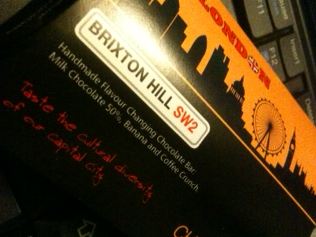 LONDON
BRIXTON HILL SW2
Handmade Flavour Changing Chocolate Bar
Milk Chocolate 50%, Banana and Coffee Crunch
Taste the cultural diversity
of our capital city